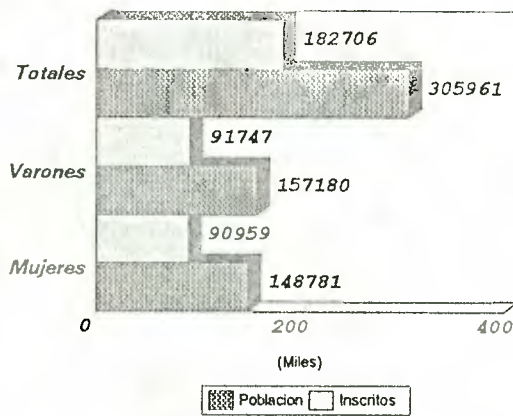 182706
Totales
305961
91747
Varones
157180
90959
Mujeres
148781
0 200 400
(Miles)
Poblacion Inscritos